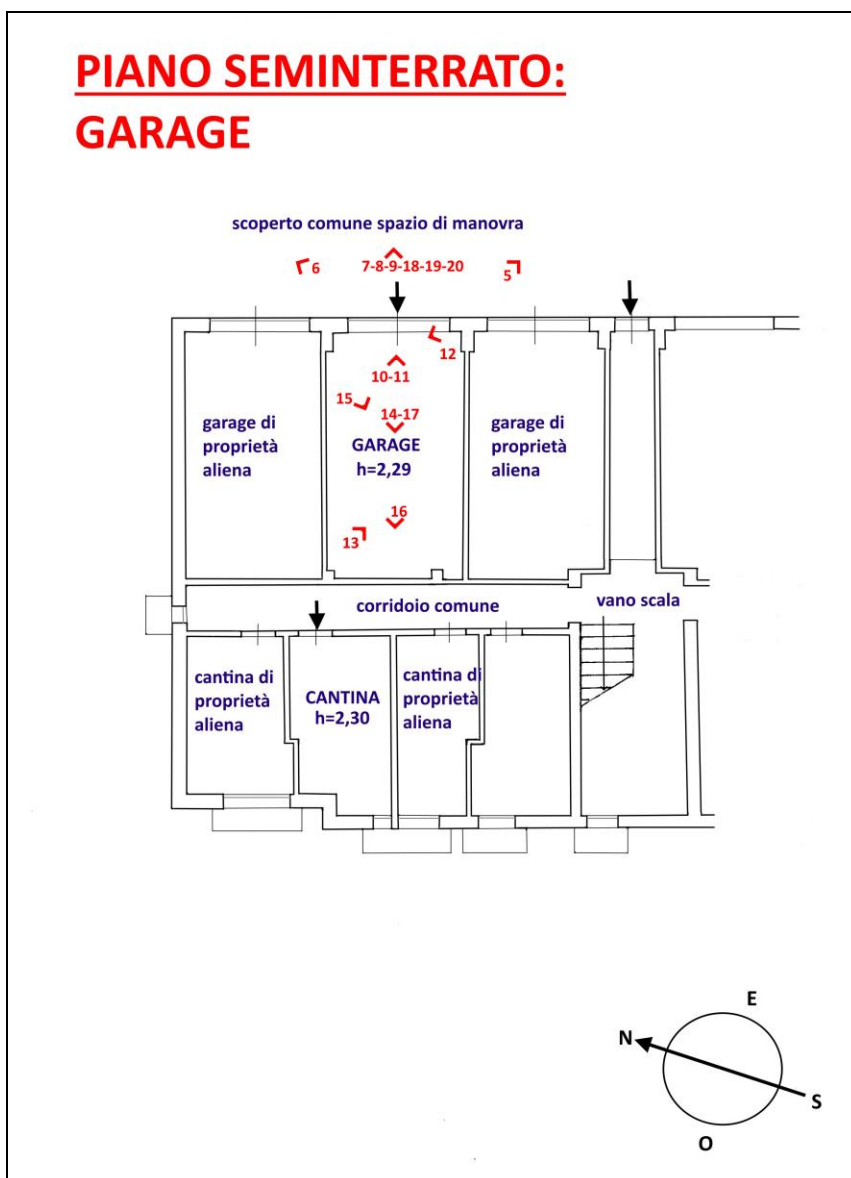 PIANO SEMINTERRATO:
GARAGE
scoperto comune spazio di manovra
6
7-8-9-18-19-20
5
12
10-11
15
14-17
garage di
proprietà
aliena
GARAGE
h=2,29
garage di
proprietà
aliena
16
13
corridoio comune
vano scala
cantina di
proprietà
aliena
CANTINA
h=2,30
cantina di
proprietà
aliena
E
N
S
O